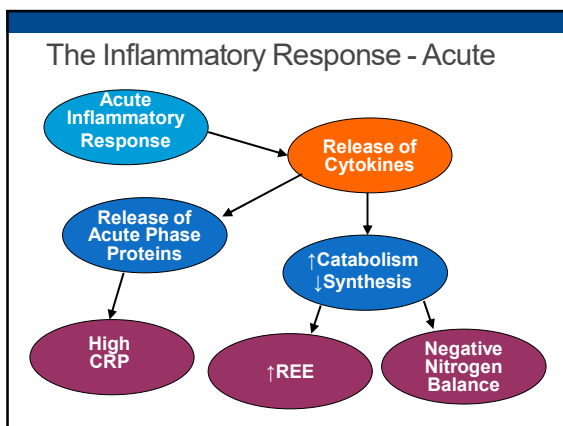 The Inflammatory Response - Acute
Acute
Inflammatory
Response
Release of
Cytokines
Release of
Acute Phase
Proteins
↑Catabolism
↓Synthesis
High
CRP
↑REE
Negative
Nitrogen
Balance